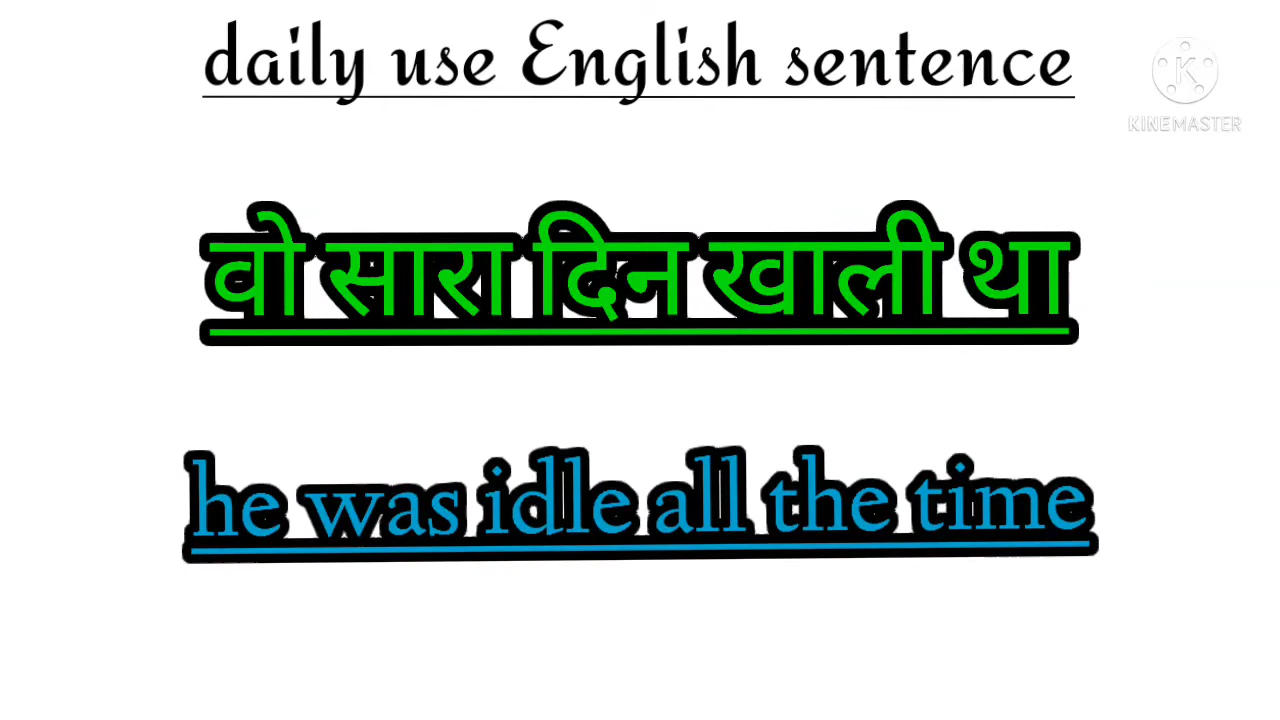 daily use English sentence
K
KINEMASTER
वो सारा दिन खाली था
he was idle all the time